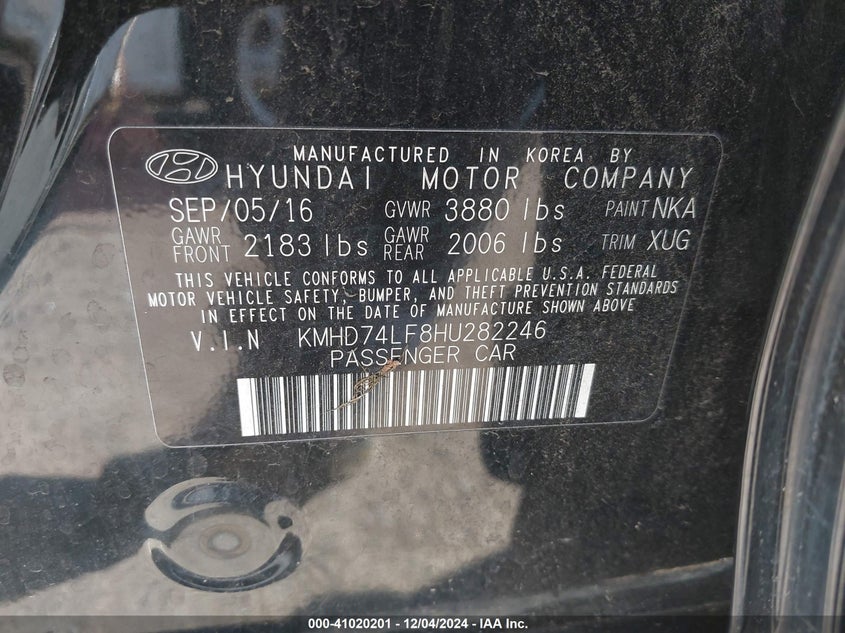 MANUFACTURED IN KOREA BY
HYUNDAI MOTOR COMPANY
SEP/05/16 GVWR 3880 lbs PAINT NKA
GAWR FRONT 2183 lbs GAWR REAR 2006 lbs TRIM XUG
THIS VEHICLE CONFORMS TO ALL APPLICABLE U.S.A. FEDERAL
MOTOR VEHICLE SAFETY, BUMPER, AND THEFT PREVENTION STANDARDS
IN EFFECT ON THE DATE OF MANUFACTURE SHOWN ABOVE
V.I.N KMHD74LF8HU282246
PASSENGER CAR
000-41020201 - 12/04/2024 - IAA Inc.